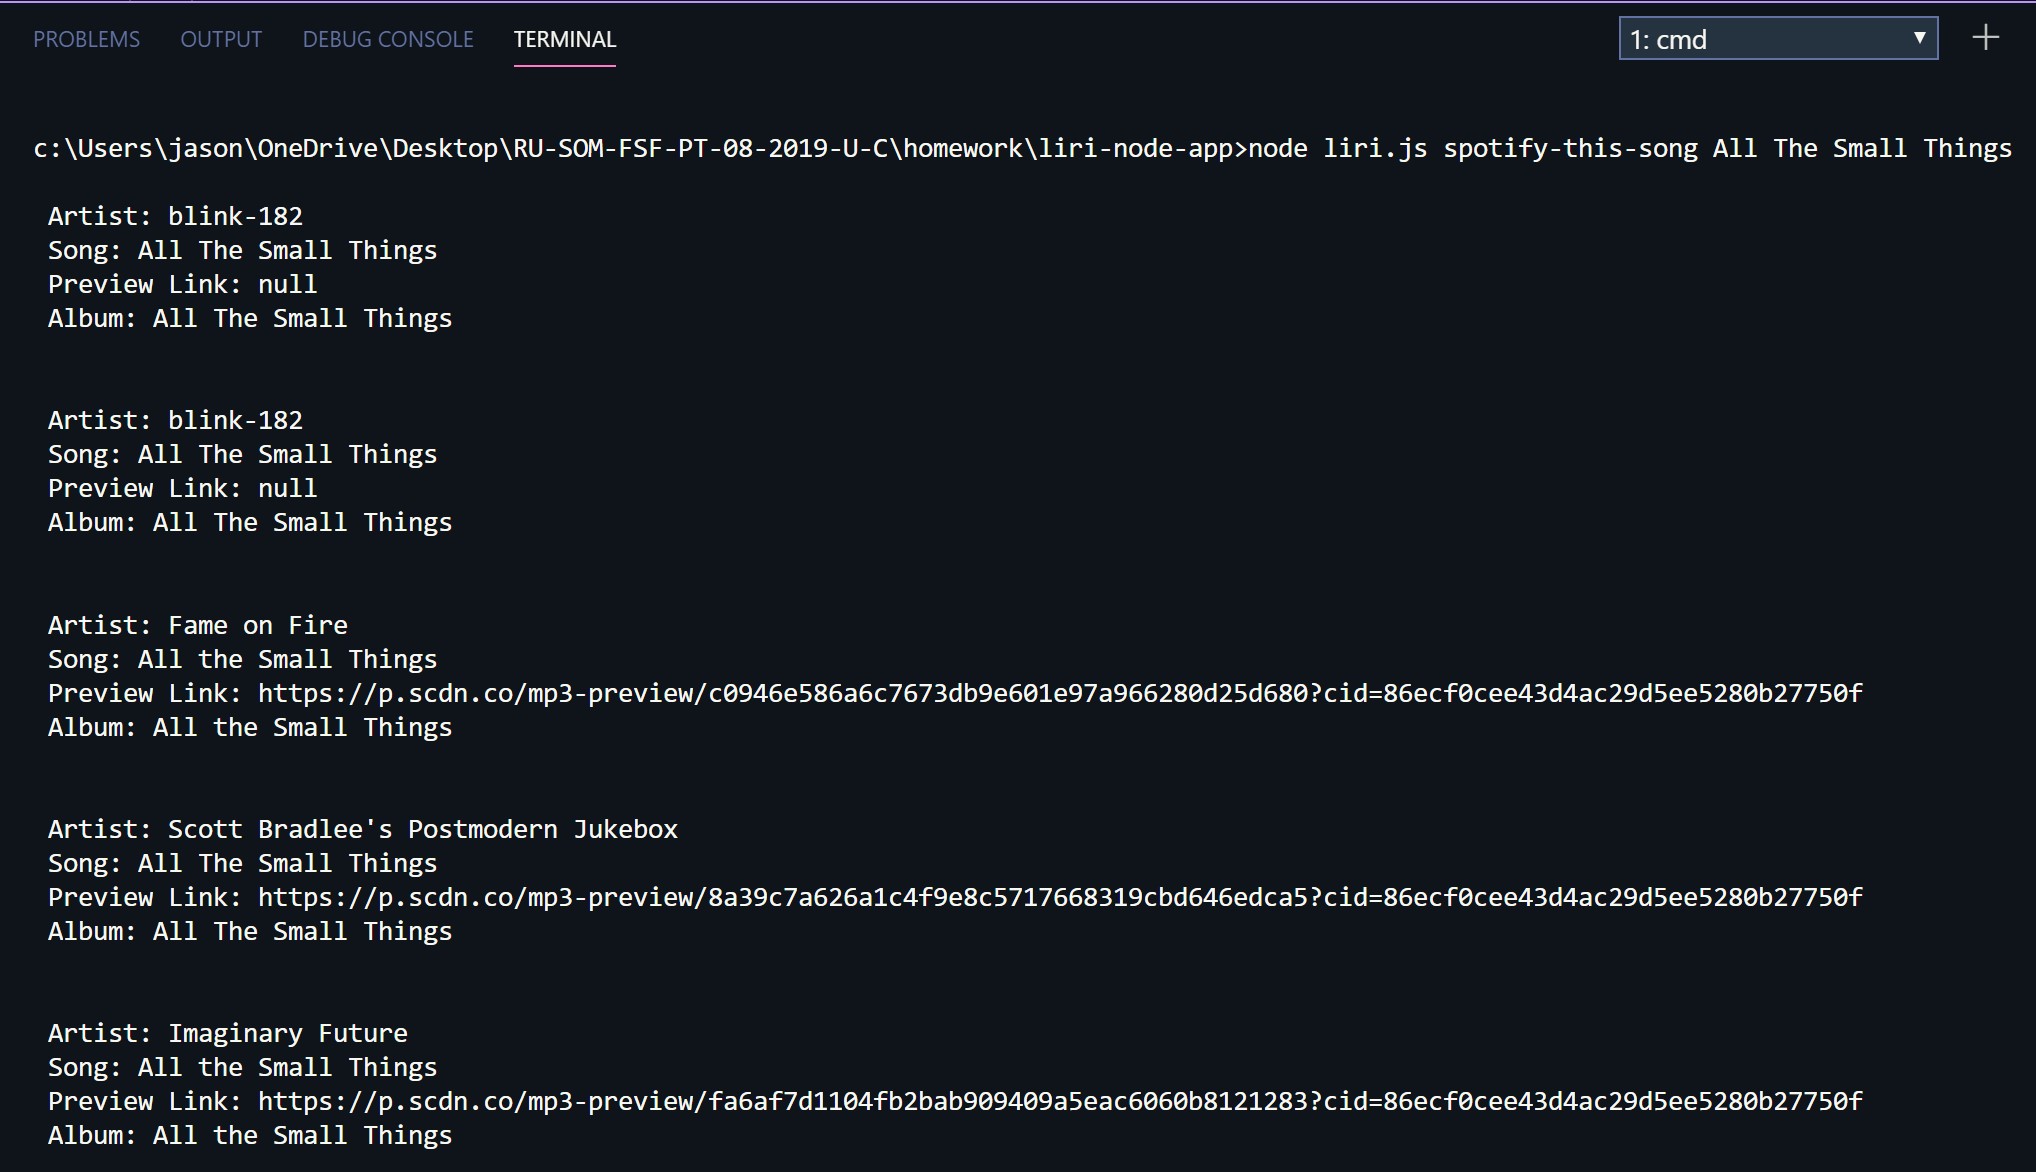 PROBLEMS OUTPUT DEBUG CONSOLE TERMINAL 1: cmd
c:\Users\jason\OneDrive\Desktop\RU-SOM-FSF-PT-08-2019-U-C\homework\liri-node-app>node liri.js spotify-this-song All The Small Things
Artist: blink-182
Song: All The Small Things
Preview Link: null
Album: All The Small Things
Artist: blink-182
Song: All The Small Things
Preview Link: null
Album: All The Small Things
Artist: Fame on Fire
Song: All the Small Things
Preview Link: https://p.scdn.co/mp3-preview/c0946e586a6c7673db9e601e97a966280d25d680?cid=86ecf0cee43d4ac29d5ee5280b27750f
Album: All the Small Things
Artist: Scott Bradlee's Postmodern Jukebox
Song: All The Small Things
Preview Link: https://p.scdn.co/mp3-preview/8a39c7a626a1c4f9e8c5717668319cbd646edca5?cid=86ecf0cee43d4ac29d5ee5280b27750f
Album: All The Small Things
Artist: Imaginary Future
Song: All the Small Things
Preview Link: https://p.scdn.co/mp3-preview/fa6af7d1104fb2bab909409a5eac6060b8121283?cid=86ecf0cee43d4ac29d5ee5280b27750f
Album: All the Small Things